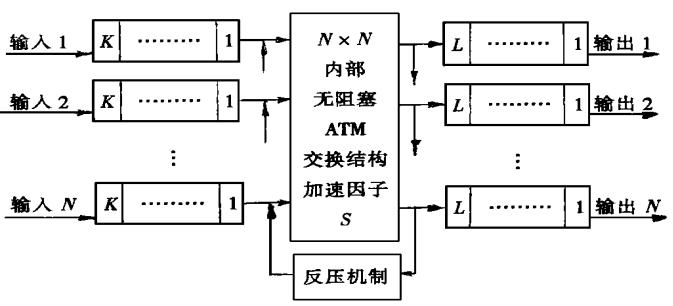 输入 1 K ········· 1
输入 2 K ········· 1
⋮
输入 N K ········· 1
N × N
内部
无阻塞
ATM
交换结构
加速因子
S
L ········· 1 输出 1
L ········· 1 输出 2
⋮
L ········· 1 输出 N
反压机制